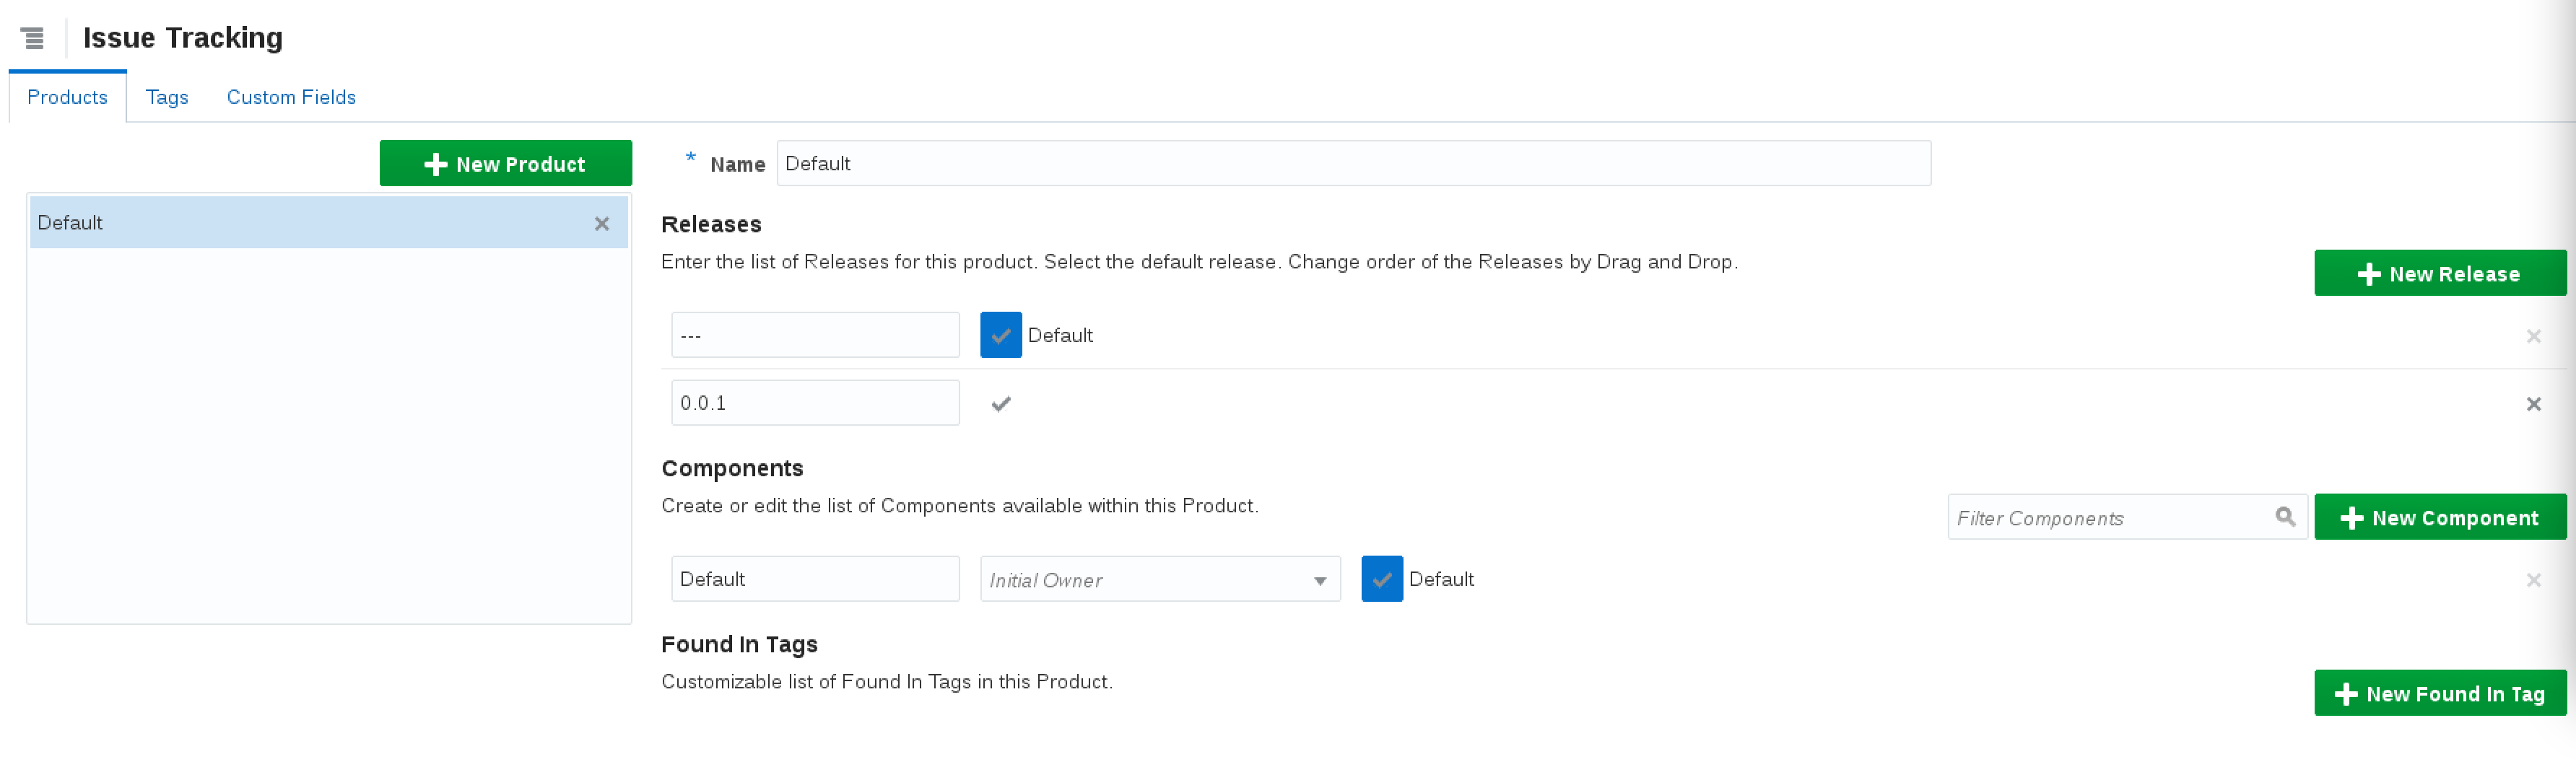 Issue Tracking
Products Tags Custom Fields
New Product
Default
* Name Default
Releases
Enter the list of Releases for this product. Select the default release. Change order of the Releases by Drag and Drop.
New Release
--- Default
0.0.1
Components
Create or edit the list of Components available within this Product.
Filter Components New Component
Default Initial Owner Default
Found In Tags
Customizable list of Found In Tags in this Product.
New Found In Tag